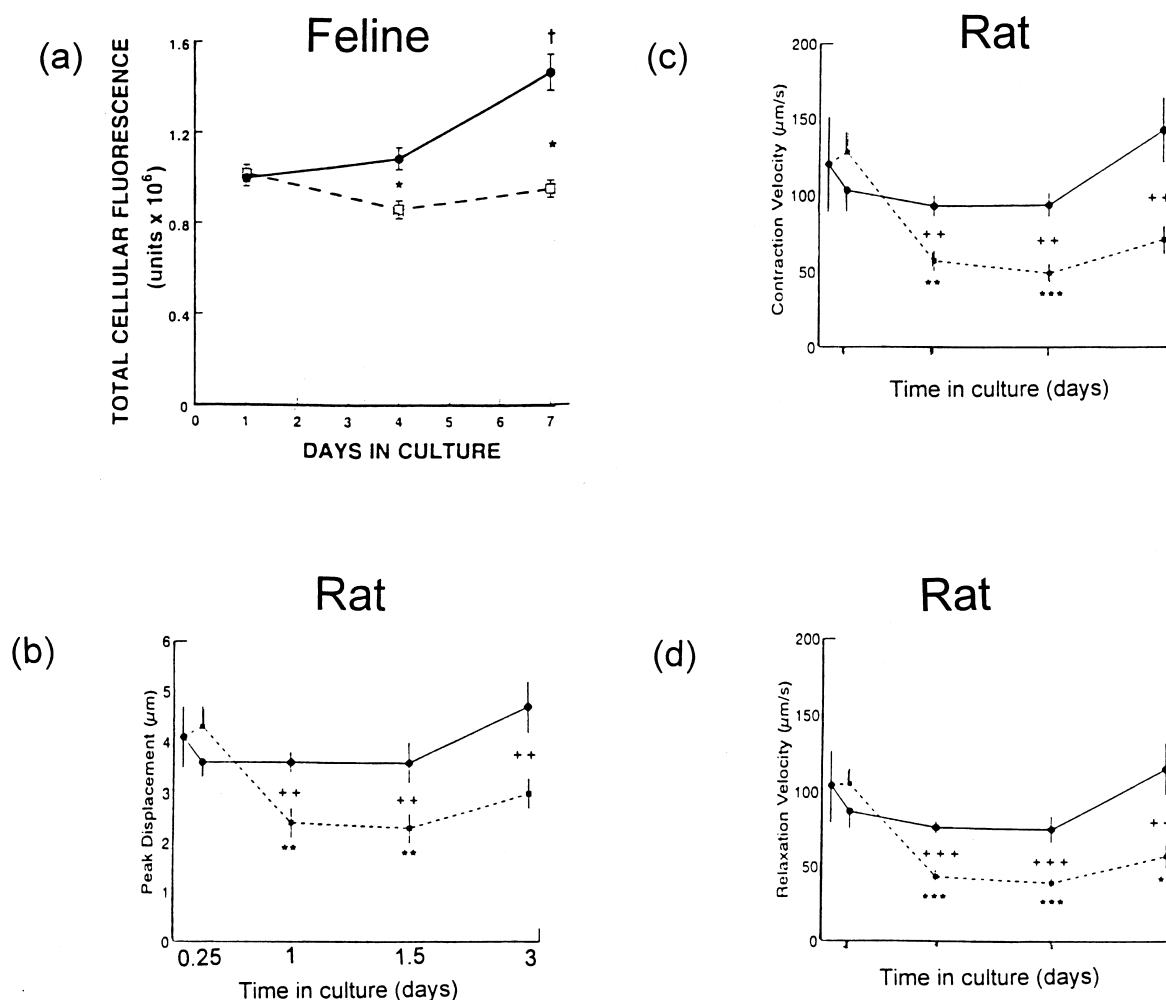 (a)
Feline
TOTAL CELLULAR FLUORESCENCE
(units x 10⁶)
1.6
1.2
0.8
0.4
0
†
*
*
0 1 2 3 4 5 6 7
DAYS IN CULTURE
(c)
Rat
Contraction Velocity (µm/s)
200
150
100
50
0
++
++
++
**
***
Time in culture (days)
(b)
Rat
Peak Displacement (µm)
6
5
4
3
2
1
0
++
++
++
**
**
0.25 1 1.5 3
Time in culture (days)
(d)
Rat
Relaxation Velocity (µm/s)
200
150
100
50
0
+++
+++
***
***
*
Time in culture (days)